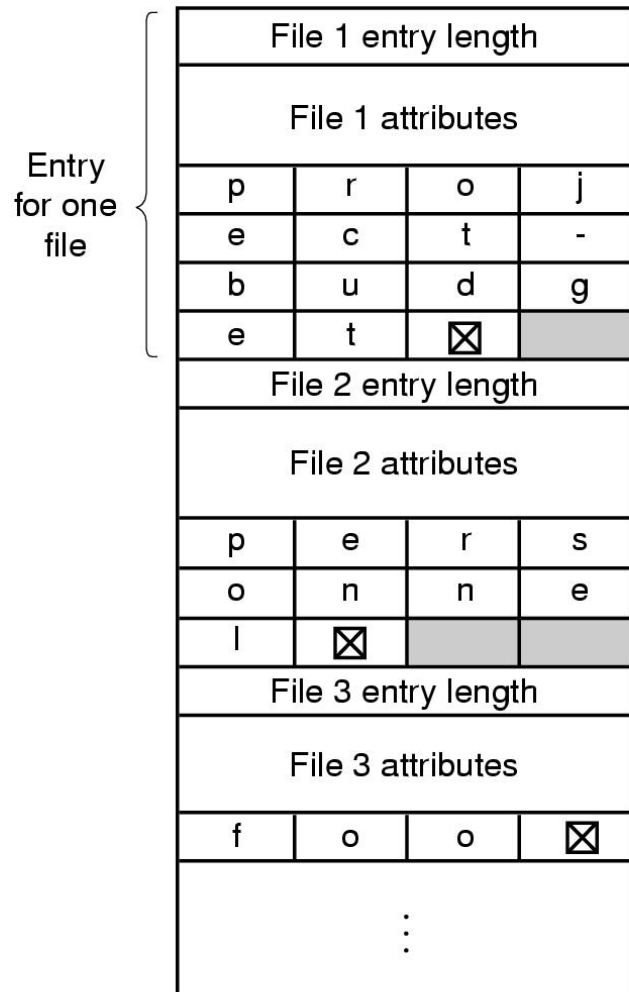 File 1 entry length
File 1 attributes
Entry
for one
file
p r o j
e c t -
b u d g
e t ☒
File 2 entry length
File 2 attributes
p e r s
o n n e
l ☒
File 3 entry length
File 3 attributes
f o o ☒
⋮